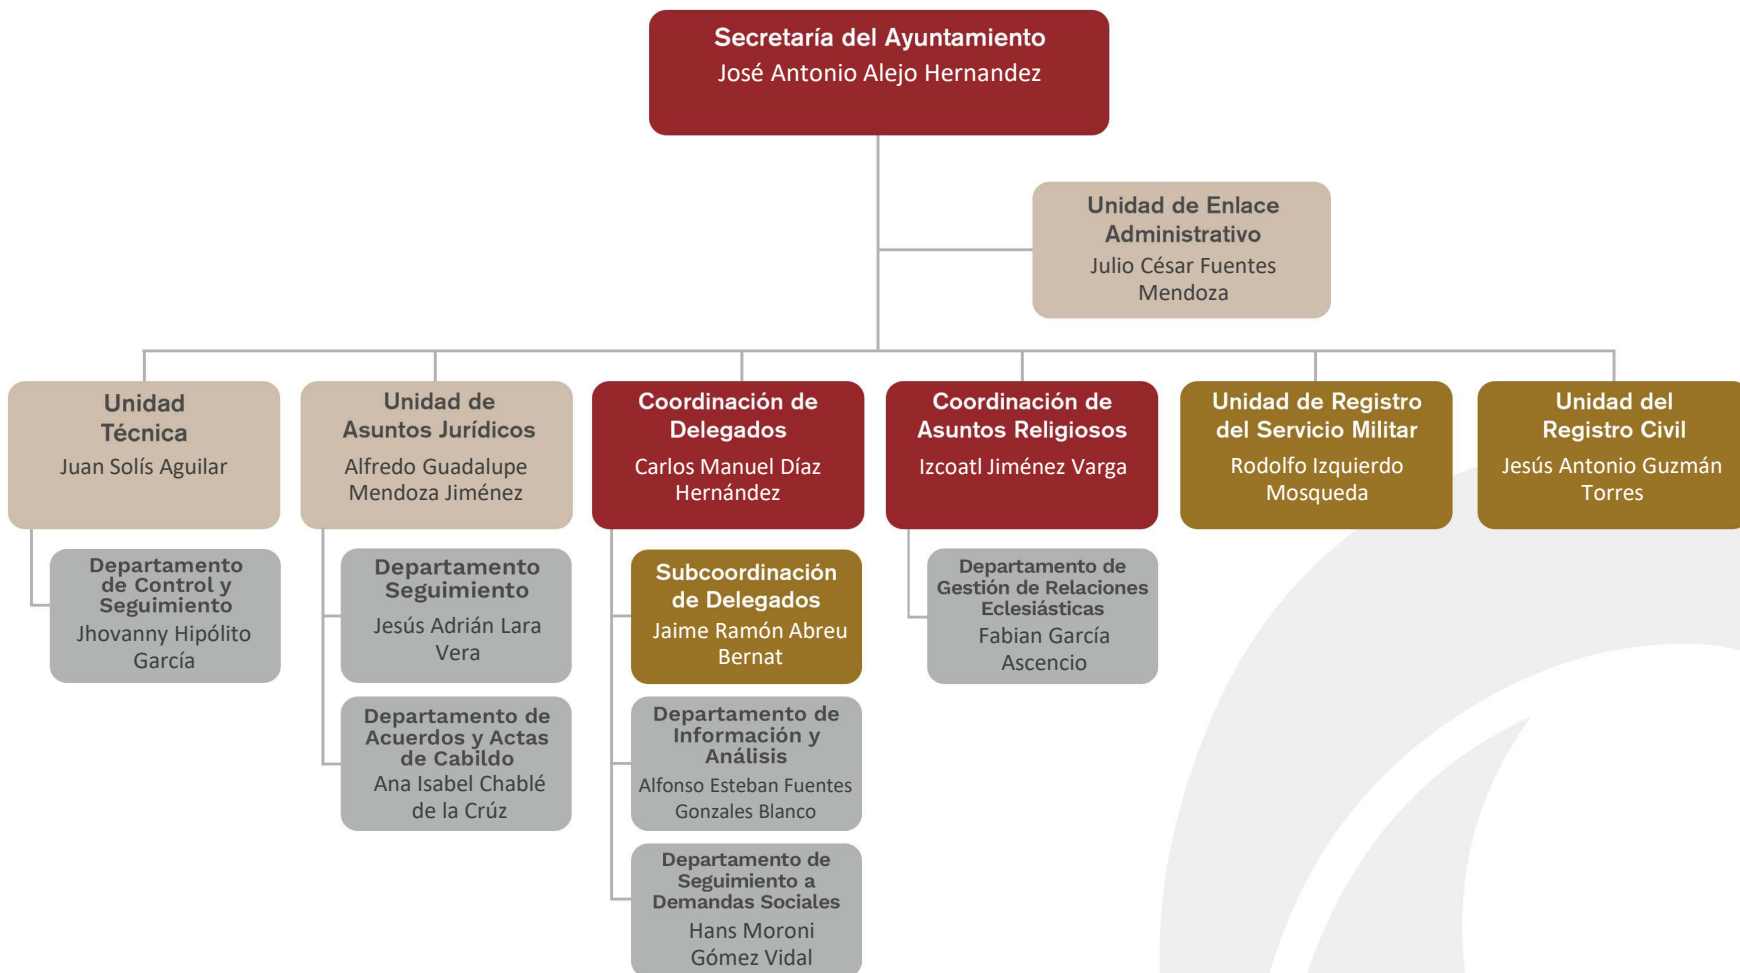 Secretaría del Ayuntamiento
José Antonio Alejo Hernandez
Unidad de Enlace
Administrativo
Julio César Fuentes
Mendoza
Unidad
Técnica
Juan Solís Aguilar
Unidad de
Asuntos Jurídicos
Alfredo Guadalupe
Mendoza Jiménez
Coordinación de
Delegados
Carlos Manuel Díaz
Hernández
Coordinación de
Asuntos Religiosos
Izcoatl Jiménez Varga
Unidad de Registro
del Servicio Militar
Rodolfo Izquierdo
Mosqueda
Unidad del
Registro Civil
Jesús Antonio Guzmán
Torres
Departamento
de Control y
Seguimiento
Jhovanny Hipólito
García
Departamento
Seguimiento
Jesús Adrián Lara
Vera
Subcoordinación
de Delegados
Jaime Ramón Abreu
Bernat
Departamento de
Gestión de Relaciones
Eclesiásticas
Fabian García
Ascencio
Departamento de
Acuerdos y Actas
de Cabildo
Ana Isabel Chablé
de la Crúz
Departamento de
Información y
Análisis
Alfonso Esteban Fuentes
Gonzales Blanco
Departamento de
Seguimiento a
Demandas Sociales
Hans Moroni
Gómez Vidal